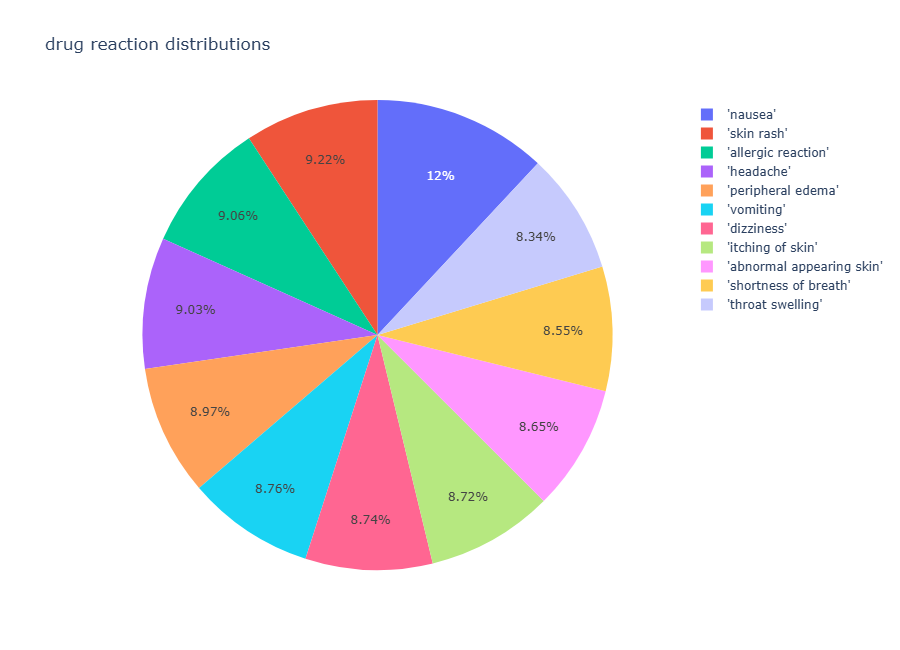 drug reaction distributions
'nausea'
'skin rash'
'allergic reaction'
'headache'
'peripheral edema'
'vomiting'
'dizziness'
'itching of skin'
'abnormal appearing skin'
'shortness of breath'
'throat swelling'
12%
8.34%
8.55%
8.65%
8.72%
8.74%
8.76%
8.97%
9.03%
9.06%
9.22%